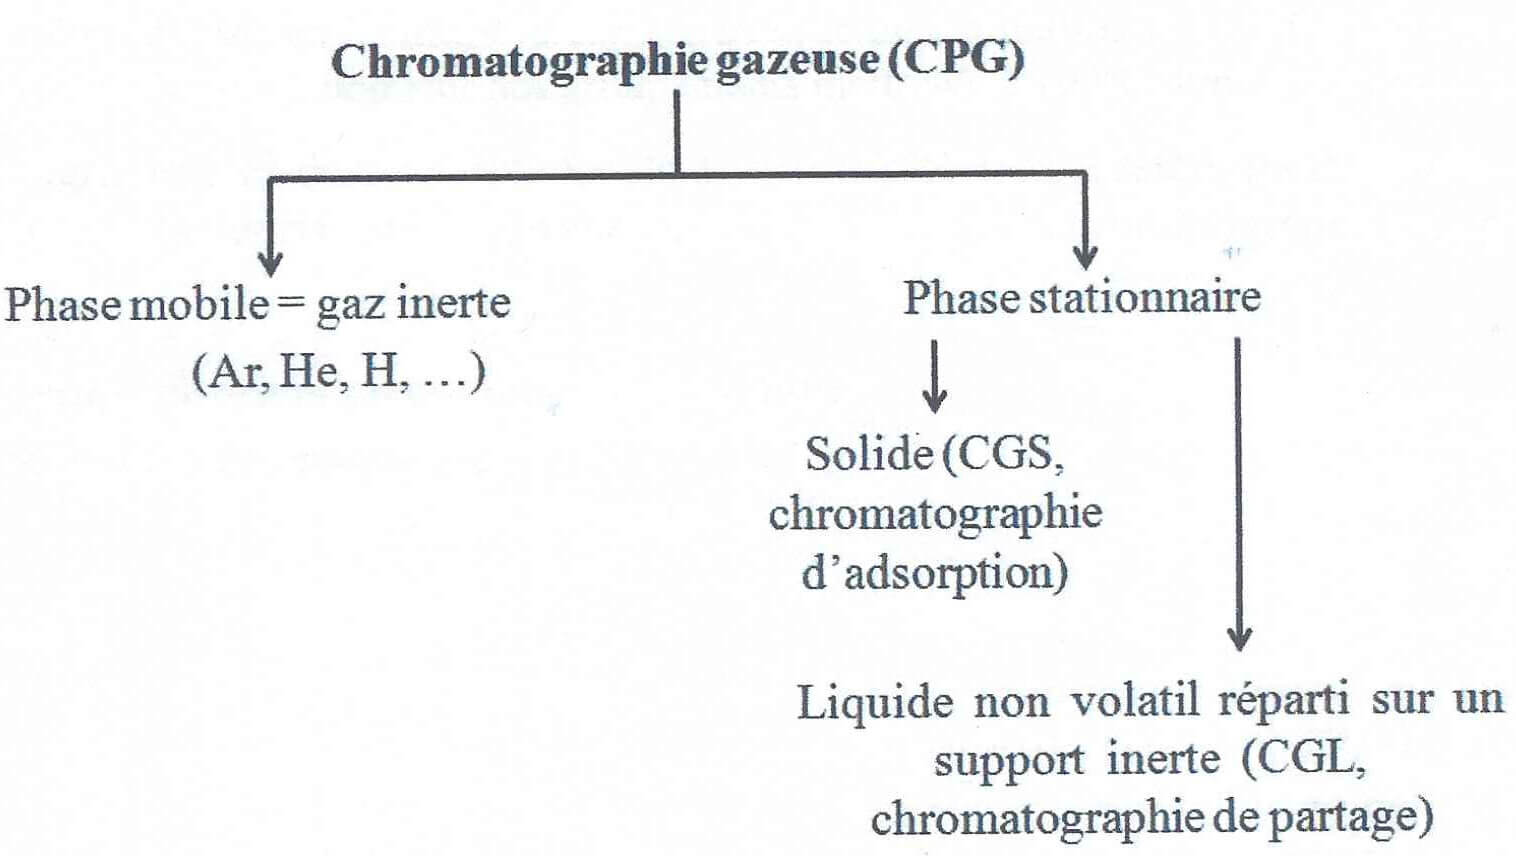 Chromatographie gazeuse (CPG)
Phase mobile = gaz inerte
(Ar, He, H, …)
Phase stationnaire
Solide (CGS,
chromatographie
d’adsorption)
Liquide non volatil réparti sur un
support inerte (CGL,
chromatographie de partage)